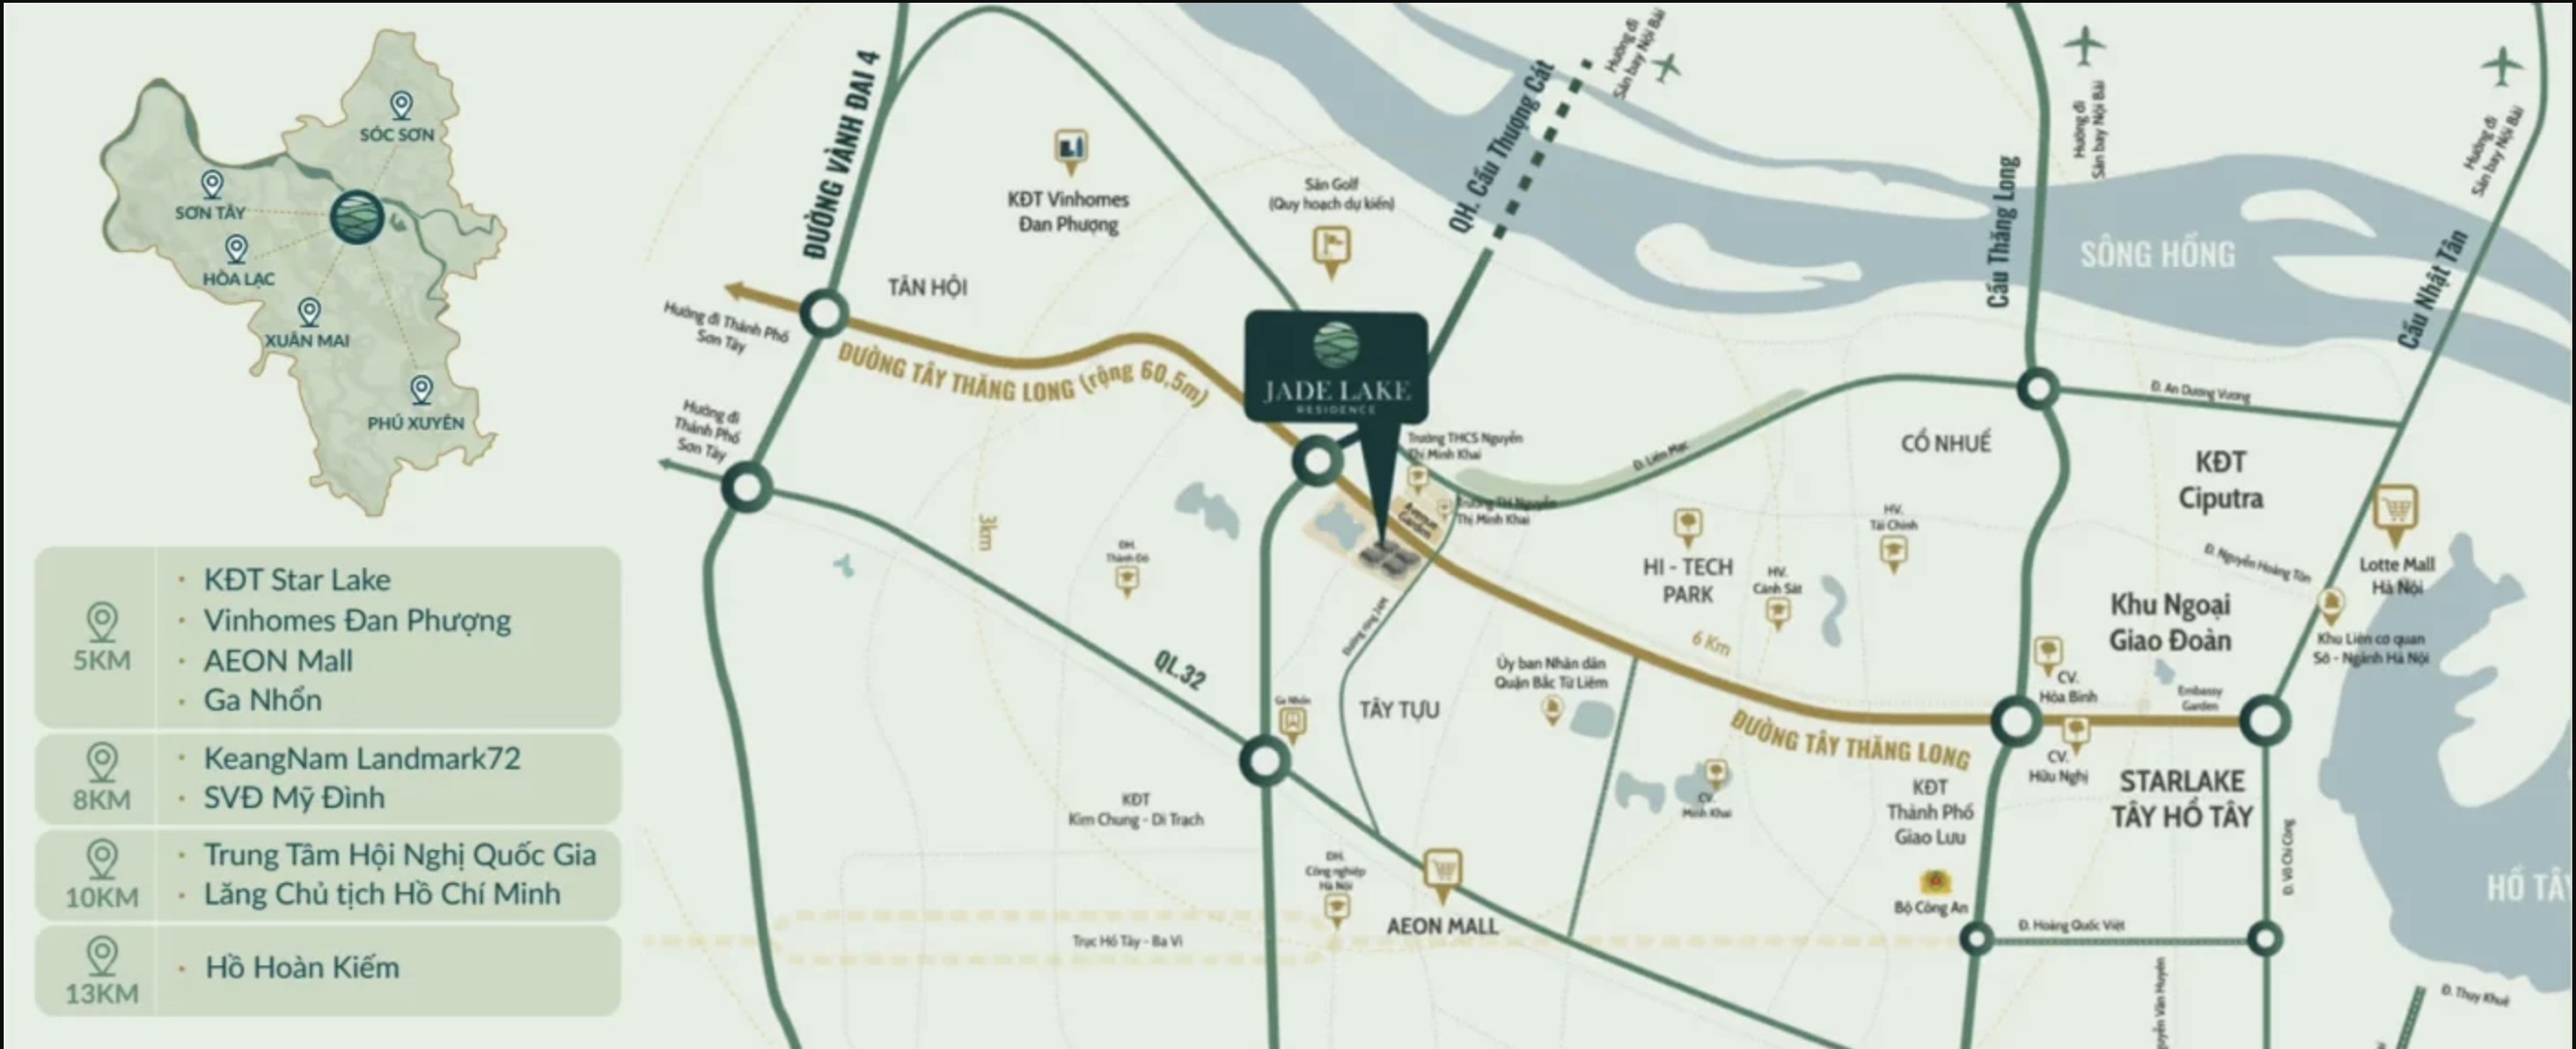 SÓC SƠN
SƠN TÂY
HÒA LẠC
XUÂN MAI
PHÚ XUYÊN
5KM
KĐT Star Lake
Vinhomes Đan Phượng
AEON Mall
Ga Nhổn
8KM
KeangNam Landmark72
SVĐ Mỹ Đình
10KM
Trung Tâm Hội Nghị Quốc Gia
Lăng Chủ tịch Hồ Chí Minh
13KM
Hồ Hoàn Kiếm
ĐƯỜNG VÀNH ĐAI 4
KĐT Vinhomes
Đan Phượng
Sân Golf
(Quy hoạch dự kiến)
QH. Cầu Thượng Cát
Hướng đi
Sân bay Nội Bài
Cầu Thăng Long
Hướng đi
Sân bay Nội Bài
SÔNG HỒNG
Hướng đi
Sân bay Nội Bài
Cầu Nhật Tân
TÂN HỘI
Hướng đi Thành Phố
Sơn Tây
ĐƯỜNG TÂY THĂNG LONG (rộng 60,5m)
JADE LAKE
RESIDENCE
Hướng đi
Thành Phố
Sơn Tây
Trường THCS Nguyễn
Thị Minh Khai
Trường TH Nguyễn
Thị Minh Khai
Avenue
Garden
Đ. Liên Mạc
Đ. An Dương Vương
CỔ NHUẾ
KĐT
Ciputra
3km
ĐH.
Thành Đô
HI - TECH
PARK
HV.
Cảnh Sát
HV.
Tài Chính
Đ. Nguyễn Hoàng Tôn
Lotte Mall
Hà Nội
Khu Ngoại
Giao Đoàn
Khu Liên cơ quan
Sở - Ngành Hà Nội
6 Km
QL.32
Ga Nhổn
TÂY TỰU
Ủy ban Nhân dân
Quận Bắc Từ Liêm
CV.
Hòa Bình
Embassy
Garden
ĐƯỜNG TÂY THĂNG LONG
CV.
Hữu Nghị
STARLAKE
TÂY HỒ TÂY
KĐT
Thành Phố
Giao Lưu
CV.
Minh Khai
KĐT
Kim Chung - Di Trạch
ĐH.
Công nghiệp
Hà Nội
AEON MALL
Bộ Công An
Đ. Hoàng Quốc Việt
Đ. Võ Chí Công
HỒ TÂ
Trục Hồ Tây - Ba Vì
Đ. Thụy Khuê